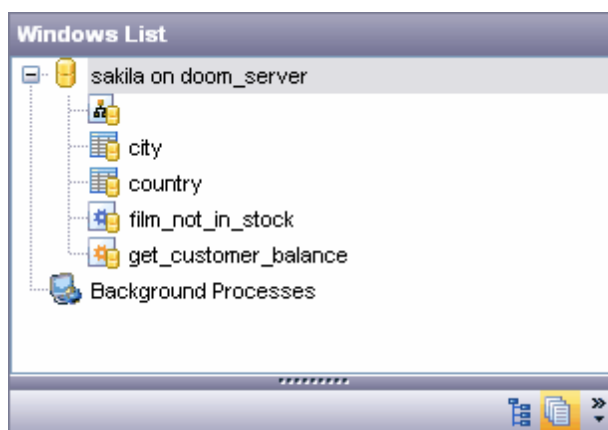 Windows List
sakila on doom_server
city
country
film_not_in_stock
get_customer_balance
Background Processes